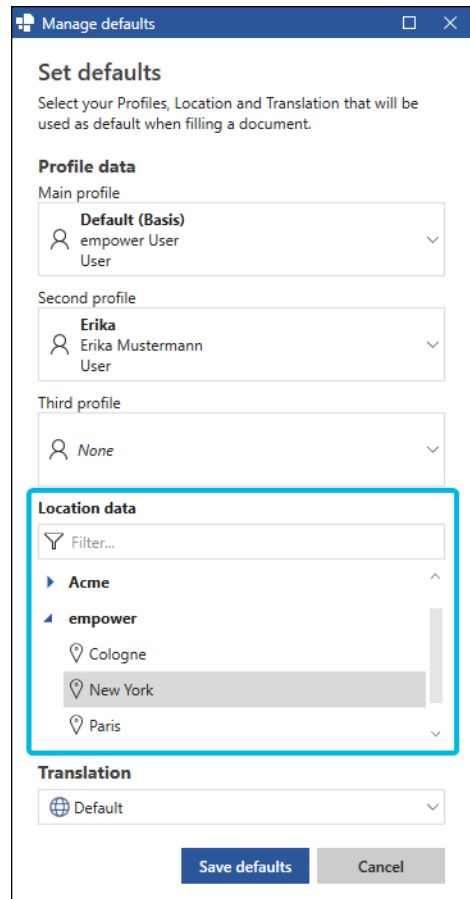 Manage defaults
Set defaults
Select your Profiles, Location and Translation that will be
used as default when filling a document.
Profile data
Main profile
Default (Basis)
empower User
User
Second profile
Erika
Erika Mustermann
User
Third profile
None
Location data
Filter...
Acme
empower
Cologne
New York
Paris
Translation
Default
Save defaults Cancel